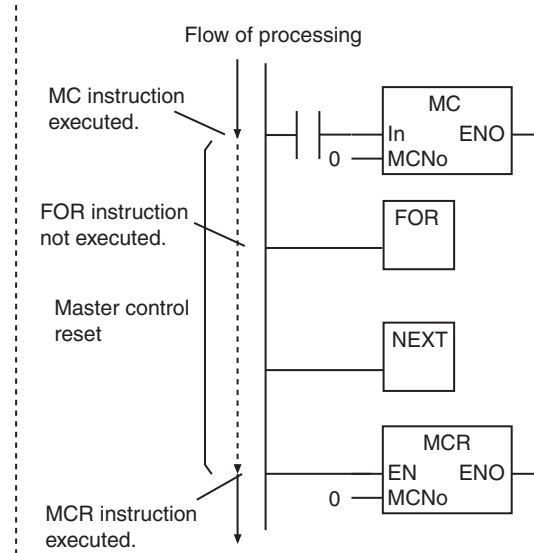 Flow of processing
MC instruction
executed.
MC
In ENO
0 MCNo
FOR instruction
not executed.
FOR
Master control
reset
NEXT
MCR
EN ENO
0 MCNo
MCR instruction
executed.